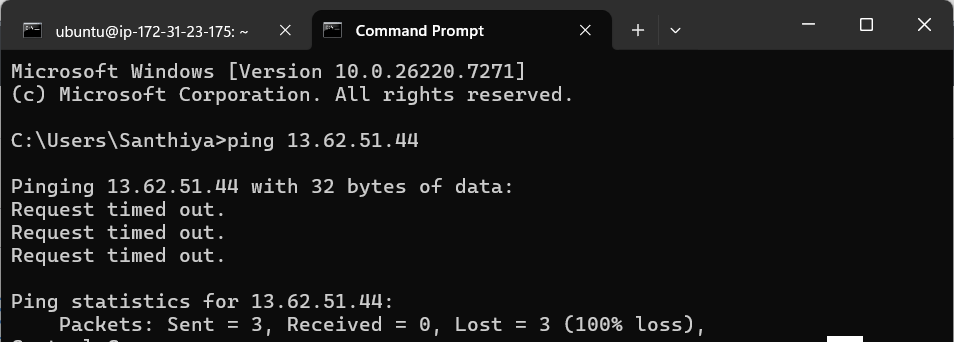 ubuntu@ip-172-31-23-175: ~
Command Prompt
Microsoft Windows [Version 10.0.26220.7271]
(c) Microsoft Corporation. All rights reserved.
C:\Users\Santhiya>ping 13.62.51.44
Pinging 13.62.51.44 with 32 bytes of data:
Request timed out.
Request timed out.
Request timed out.
Ping statistics for 13.62.51.44:
    Packets: Sent = 3, Received = 0, Lost = 3 (100% loss),